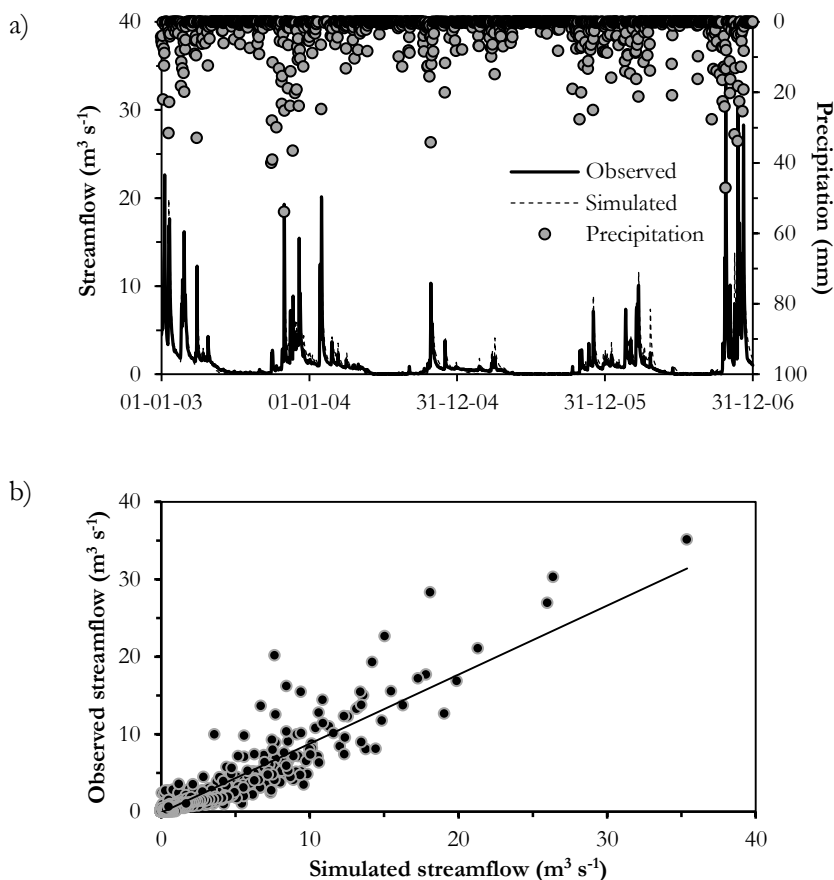 a)
40
30
20
10
0
Streamflow (m³ s⁻¹)
01-01-03
01-01-04
31-12-04
31-12-05
31-12-06
0
20
40
60
80
100
Precipitation (mm)
Observed
Simulated
Precipitation
b)
40
30
20
10
0
Observed streamflow (m³ s⁻¹)
0
10
20
30
40
Simulated streamflow (m³ s⁻¹)